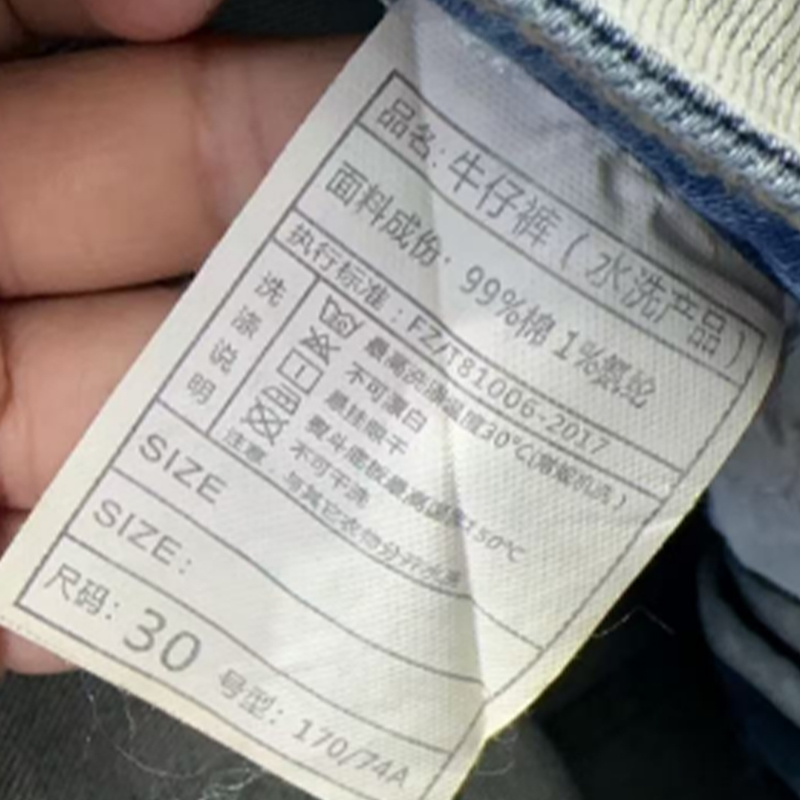 品名:牛仔裤(水洗产品)
面料成份:99%棉 1%氨纶
执行标准:FZ/T81006-2017
洗涤说明
最高洗涤温度30℃(常规机洗)
不可漂白
悬挂晾干
熨斗底板最高温度150℃
不可干洗
注意:与其它衣物分开水洗
SIZE
SIZE:
尺码:30 号型:170/74A